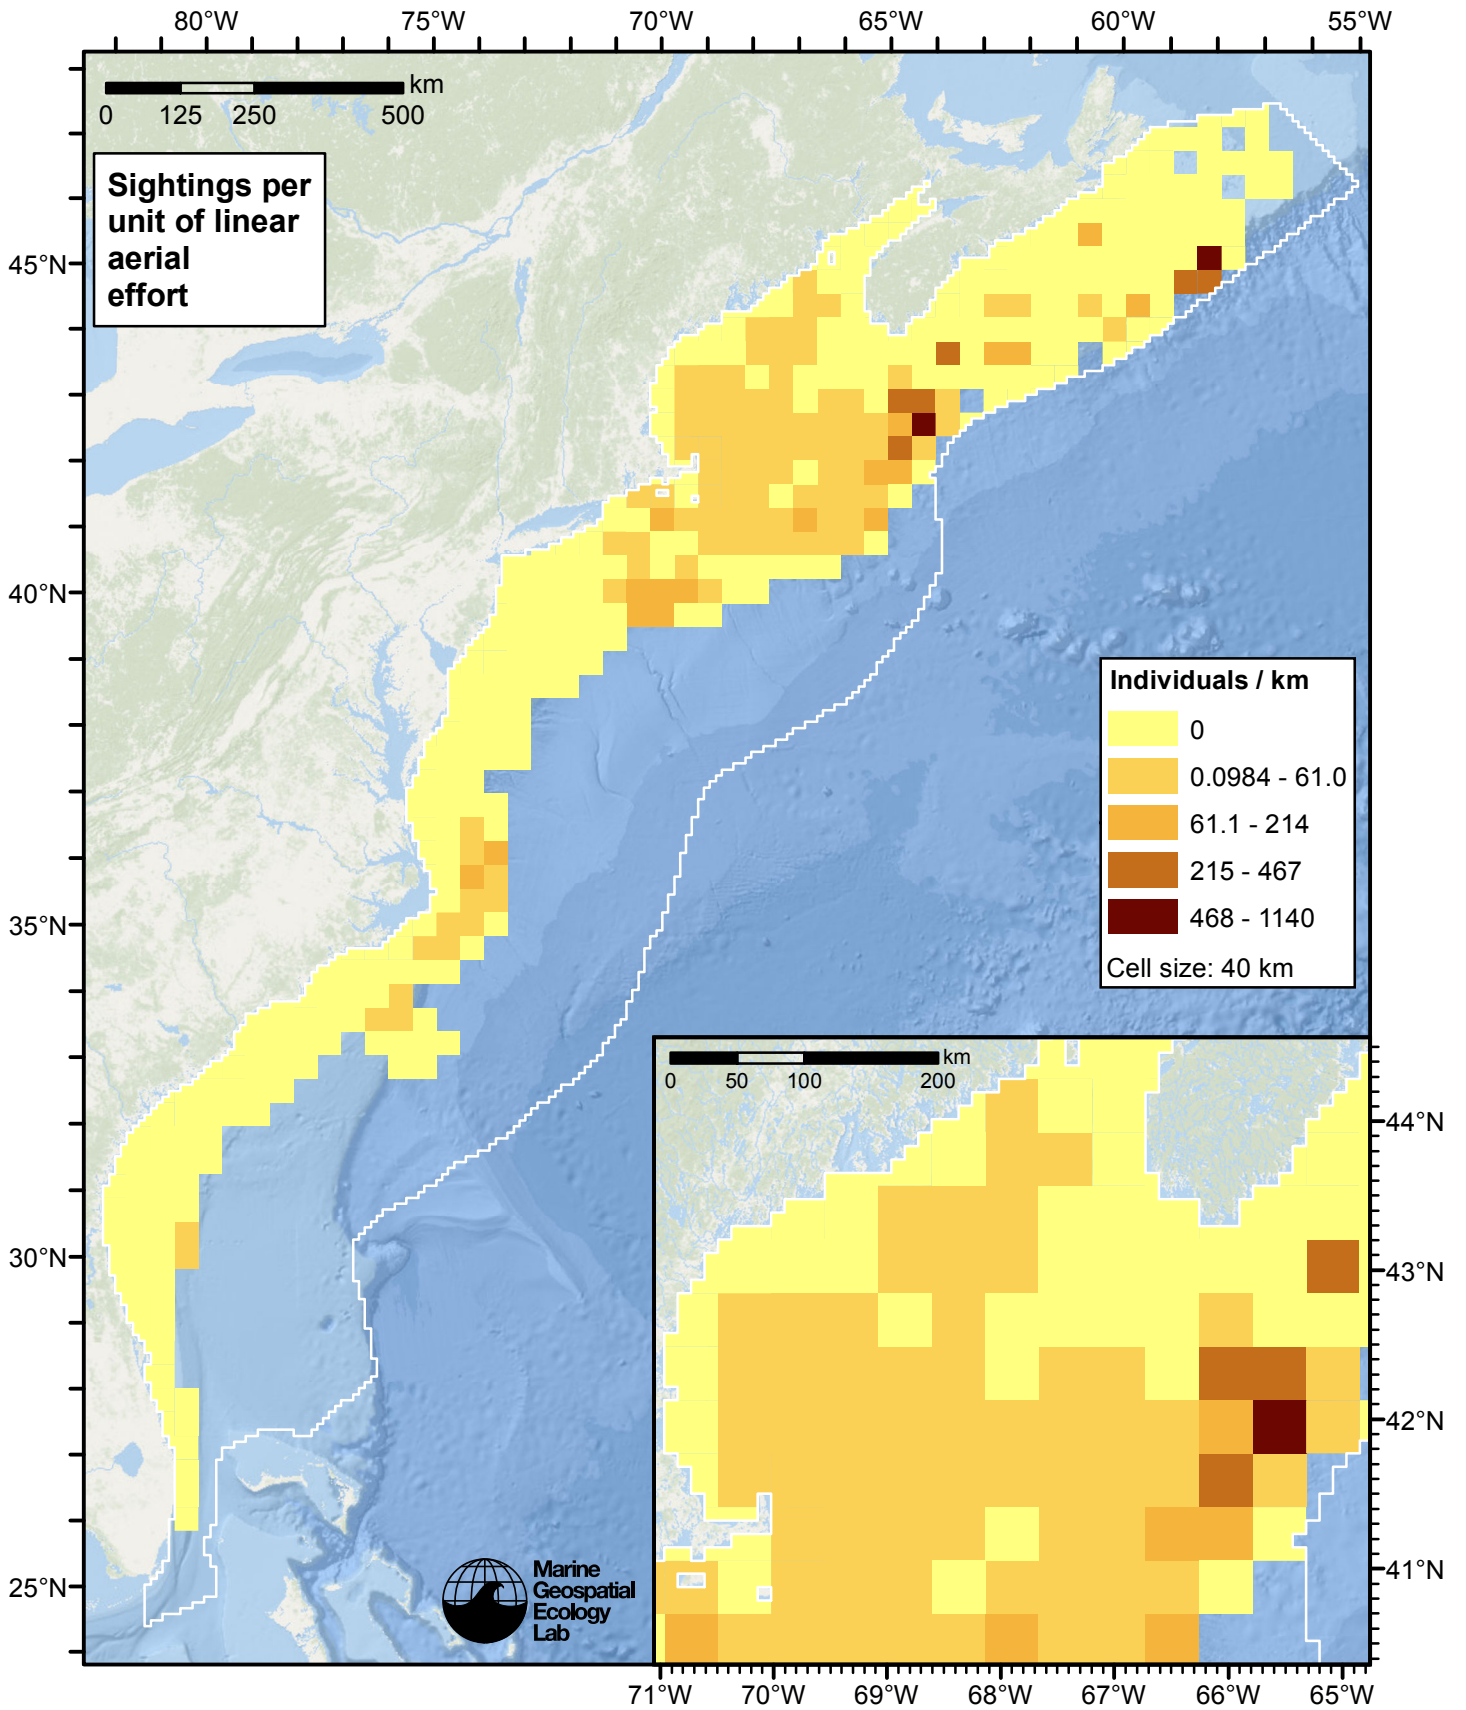 80°W 75°W 70°W 65°W 60°W 55°W
km
0 125 250 500
Sightings per
unit of linear
aerial
effort
45°N
40°N
35°N
30°N
25°N
Individuals / km
0
0.0984 - 61.0
61.1 - 214
215 - 467
468 - 1140
Cell size: 40 km
km
0 50 100 200
44°N
43°N
42°N
41°N
71°W 70°W 69°W 68°W 67°W 66°W 65°W
Marine
Geospatial
Ecology
Lab